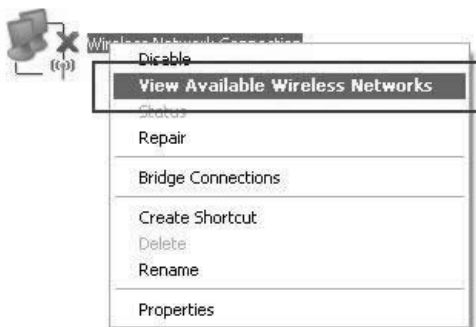 Wireless Network Connection
Disable
View Available Wireless Networks
Status
Repair
Bridge Connections
Create Shortcut
Delete
Rename
Properties